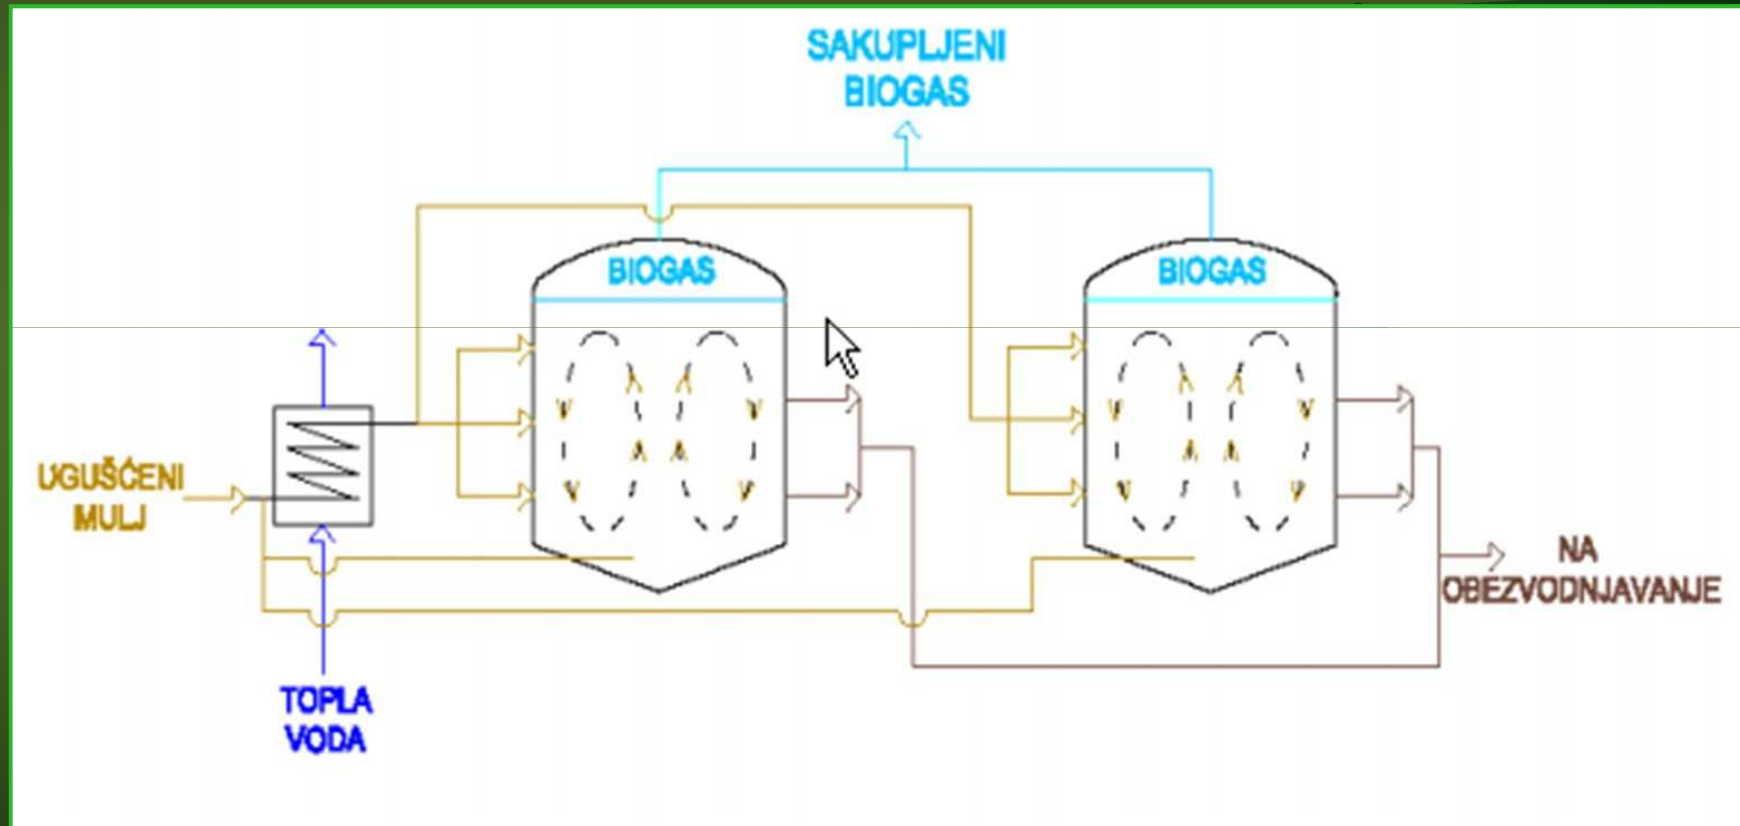 SAKUPLJENI
BIOGAS
BIOGAS
BIOGAS
UGUŠĆENI
MULJ
NA
OBEZVODNJAVANJE
TOPLA
VODA